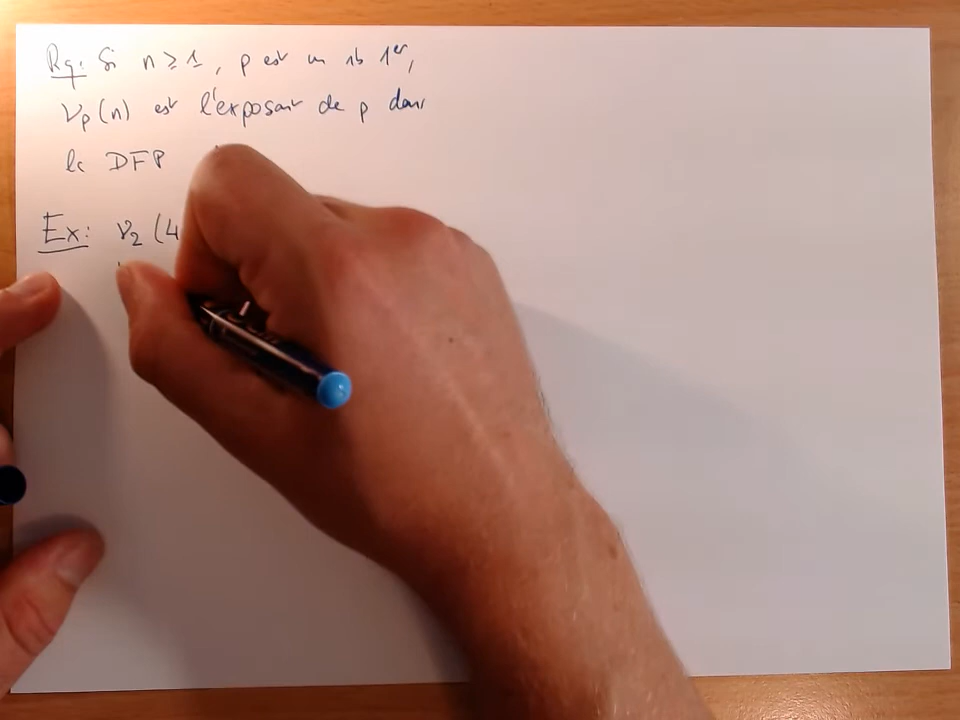 Rq: Si n ≥ 1, p est un nb 1er,
νp(n) est l'exposant de p dans
la DFP
Ex: ν2(4